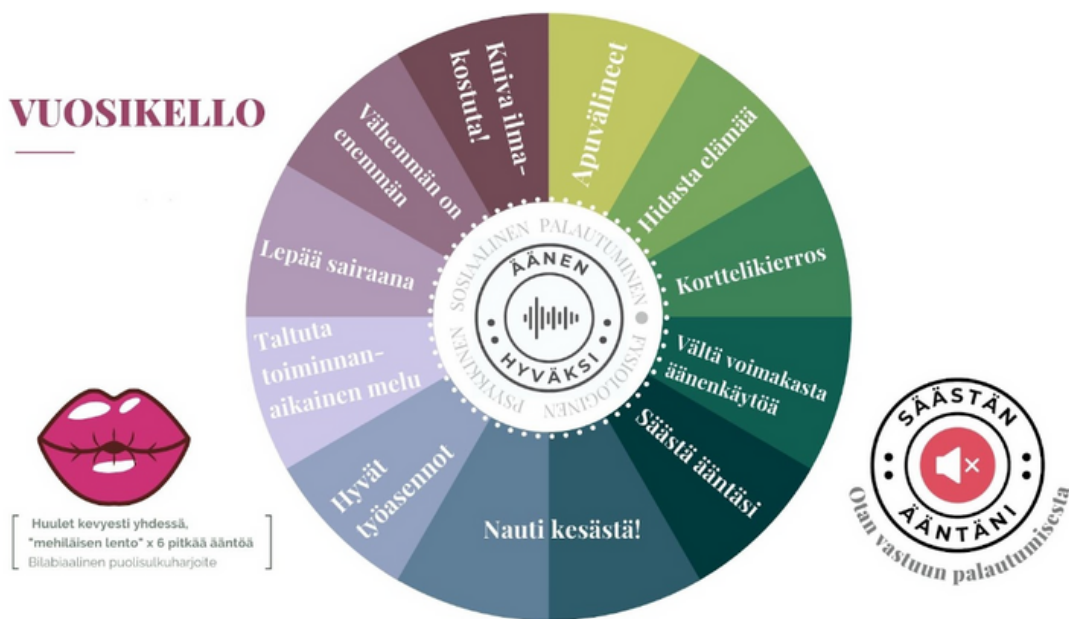 VUOSIKELLO
Apuvälineet
Hidasta elämää
Korttelikierros
Vältä voimakasta
äänenkäytöä
Säästä ääntäsi
Nauti kesästä!
Hyvät
työasennot
Taltuta
toiminnan-
aikainen melu
Lepää sairaana
Vähemmän on
enemmän
Kuiva ilma-
kostuta!
SOSIAALINEN PALAUTUMINEN
FYSIOLOGINEN
PSYYKKINEN
ÄÄNEN
HYVÄKSI
Huulet kevyesti yhdessä,
"mehiläisen lento" x 6 pitkää ääntöä
Bilabiaalinen puolisulkuharjoite
SÄÄSTÄN
ÄÄNTÄNI
Otan vastuun palautumisesta